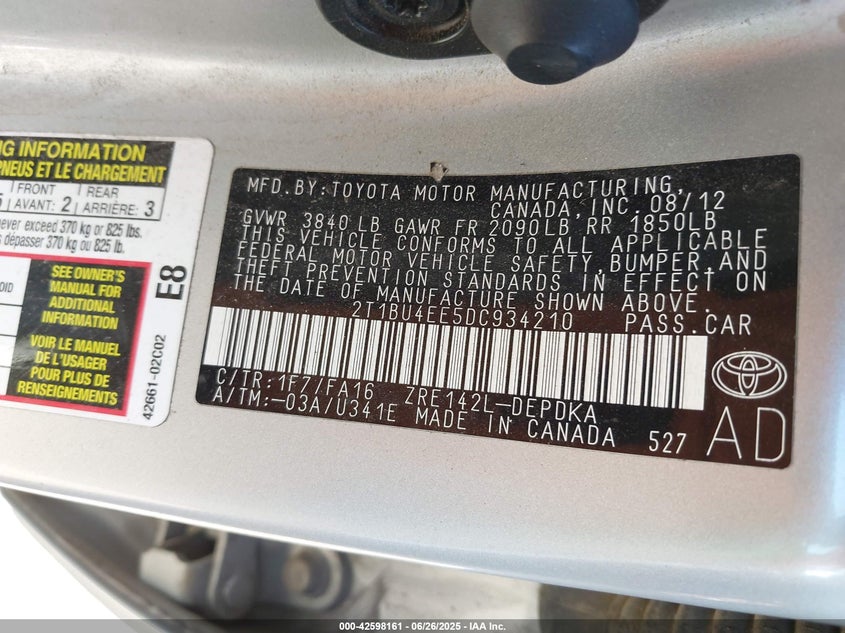 NG INFORMATION
PNEUS ET LE CHARGEMENT
FRONT REAR
AVANT: 2 ARRIÈRE: 3
never exceed 370 kg or 825 lbs.
dépasser 370 kg ou 825 lb.
SEE OWNER'S
MANUAL FOR
ADDITIONAL
INFORMATION
VOIR LE MANUEL
DE L'USAGER
POUR PLUS DE
RENSEIGNEMENTS
E8
42661-02C02
MFD.BY:TOYOTA MOTOR MANUFACTURING,
CANADA,INC. 08/12
GVWR 3840 LB GAWR FR 2090LB RR 1850LB
THIS VEHICLE CONFORMS TO ALL APPLICABLE
FEDERAL MOTOR VEHICLE SAFETY, BUMPER, AND
THEFT PREVENTION STANDARDS IN EFFECT ON
THE DATE OF MANUFACTURE SHOWN ABOVE.
2T1BU4EE5DC934210 PASS.CAR
C/TR:1F7/FA16 ZRE142L-DEPDKA
A/TM:-03A/U341E MADE IN CANADA 527
AD
000-42598161 - 06/26/2025 - IAA Inc.